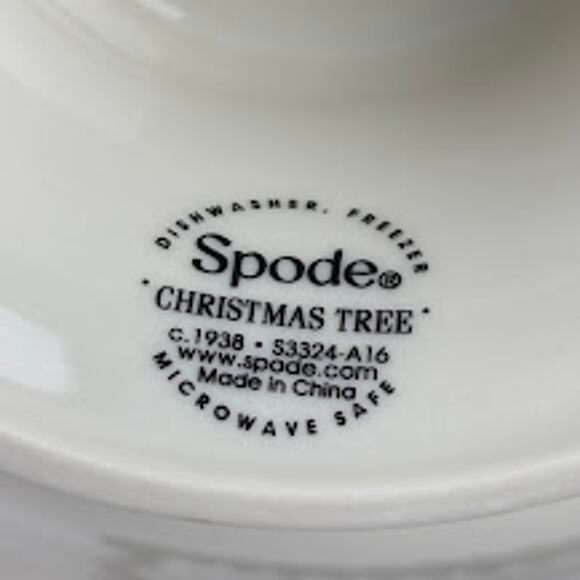 DISHWASHER, FREEZER
Spode®
· CHRISTMAS TREE ·
c.1938 · S3324-A16
www.spode.com
Made in China
MICROWAVE SAFE